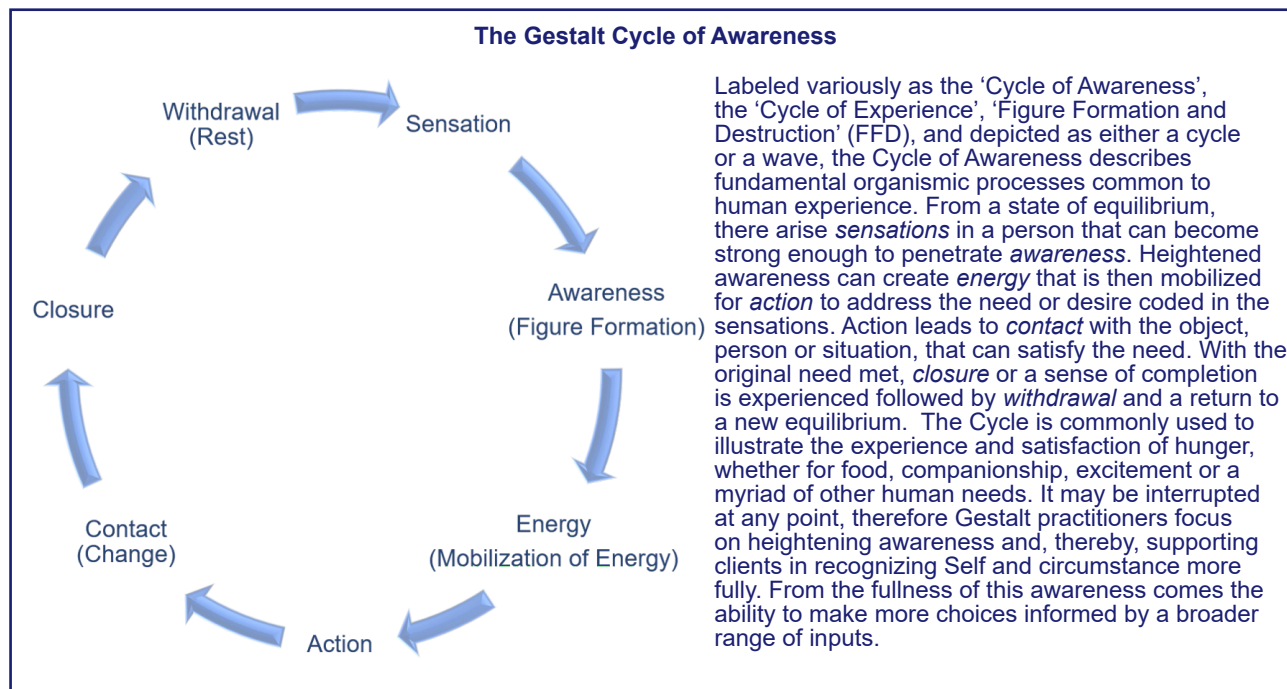 The Gestalt Cycle of Awareness
Withdrawal
(Rest)
Sensation
Awareness
(Figure Formation)
Energy
(Mobilization of Energy)
Action
Contact
(Change)
Closure
Labeled variously as the ‘Cycle of Awareness’,
the ‘Cycle of Experience’, ‘Figure Formation and
Destruction’ (FFD), and depicted as either a cycle
or a wave, the Cycle of Awareness describes
fundamental organismic processes common to
human experience. From a state of equilibrium,
there arise sensations in a person that can become
strong enough to penetrate awareness. Heightened
awareness can create energy that is then mobilized
for action to address the need or desire coded in the
sensations. Action leads to contact with the object,
person or situation, that can satisfy the need. With the
original need met, closure or a sense of completion
is experienced followed by withdrawal and a return to
a new equilibrium.  The Cycle is commonly used to
illustrate the experience and satisfaction of hunger,
whether for food, companionship, excitement or a
myriad of other human needs. It may be interrupted
at any point, therefore Gestalt practitioners focus
on heightening awareness and, thereby, supporting
clients in recognizing Self and circumstance more
fully. From the fullness of this awareness comes the
ability to make more choices informed by a broader
range of inputs.